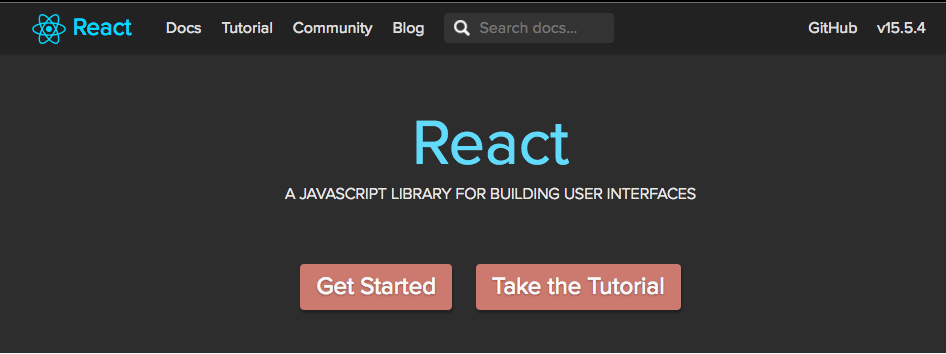 React Docs Tutorial Community Blog Search docs... GitHub v15.5.4
React
A JAVASCRIPT LIBRARY FOR BUILDING USER INTERFACES
Get Started Take the Tutorial